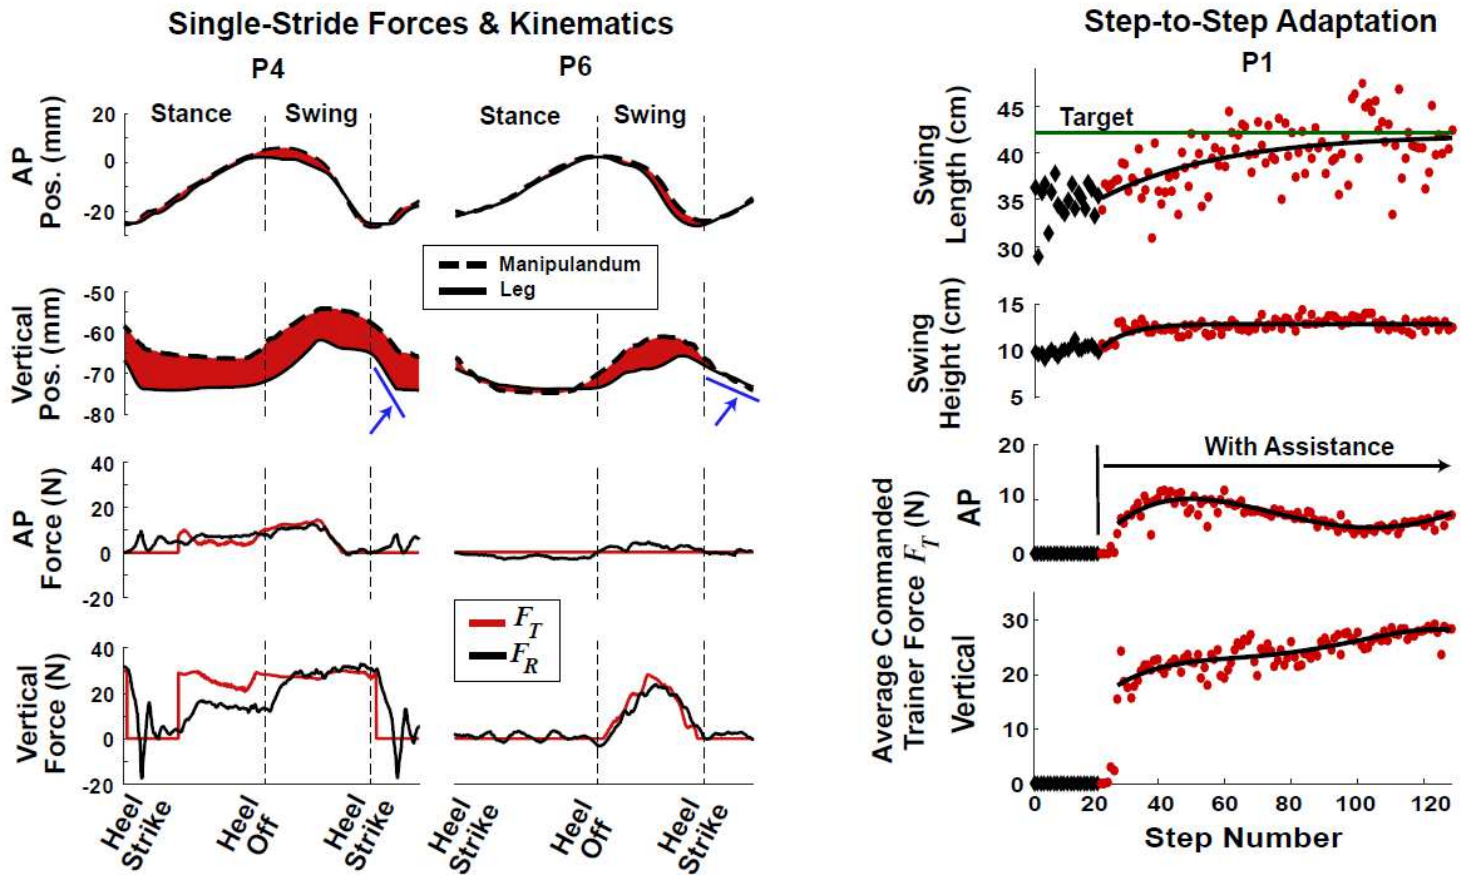 Single-Stride Forces & Kinematics
P4
P6
AP
Pos. (mm)
20
0
-20
Stance
Swing
Stance
Swing
Manipulandum
Leg
Vertical
Pos. (mm)
-50
-60
-70
-80
AP
Force (N)
40
20
0
-20
F_T
F_R
Vertical
Force (N)
40
20
0
-20
Heel
Strike
Heel
Off
Heel
Strike
Heel
Strike
Heel
Off
Heel
Strike
Step-to-Step Adaptation
P1
Swing
Length (cm)
45
40
35
30
Target
Swing
Height (cm)
15
10
5
Average Commanded
Trainer Force F_T (N)
AP
20
10
0
With Assistance
Vertical
30
20
10
0
0 20 40 60 80 100 120
Step Number